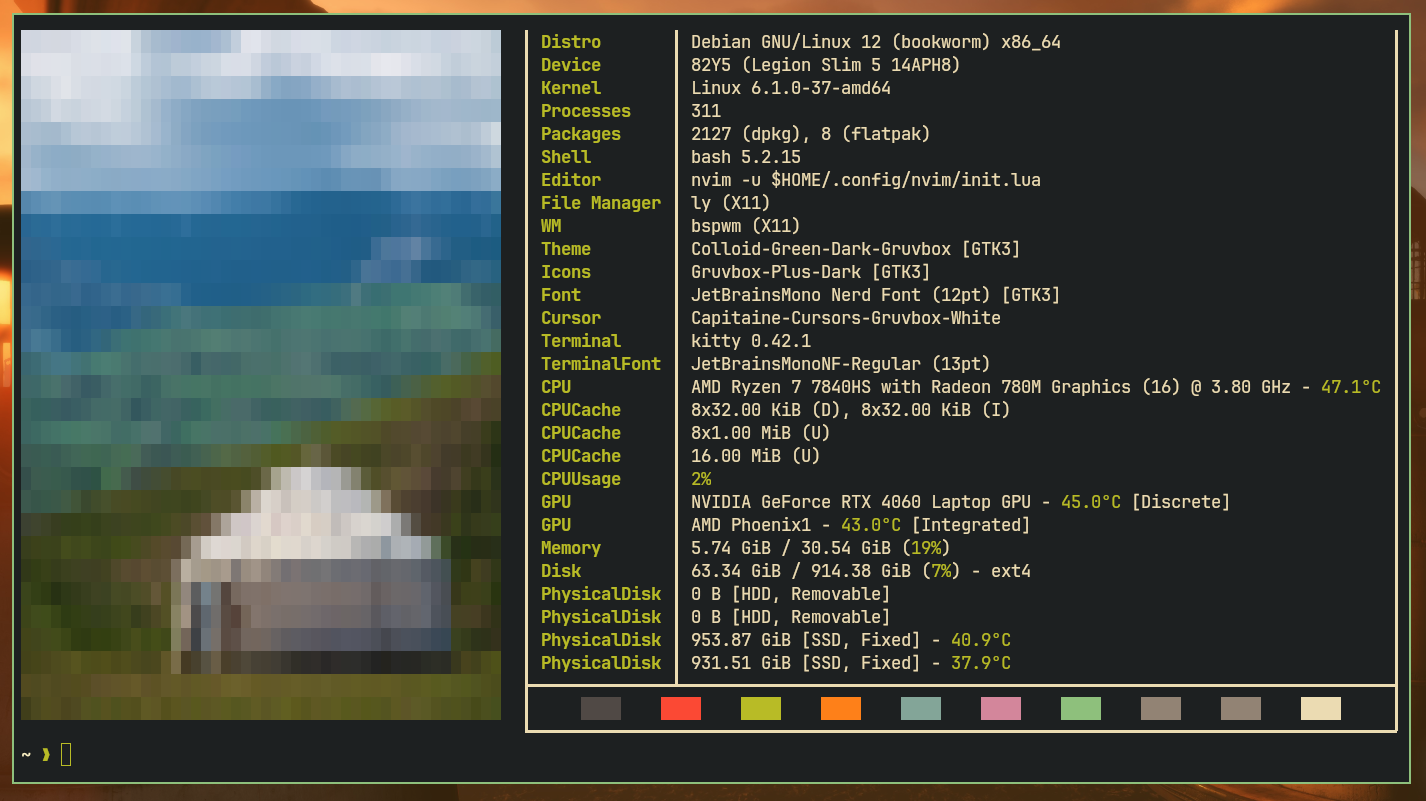 Distro Debian GNU/Linux 12 (bookworm) x86_64
Device 82Y5 (Legion Slim 5 14APH8)
Kernel Linux 6.1.0-37-amd64
Processes 311
Packages 2127 (dpkg), 8 (flatpak)
Shell bash 5.2.15
Editor nvim -u $HOME/.config/nvim/init.lua
File Manager ly (X11)
WM bspwm (X11)
Theme Colloid-Green-Dark-Gruvbox [GTK3]
Icons Gruvbox-Plus-Dark [GTK3]
Font JetBrainsMono Nerd Font (12pt) [GTK3]
Cursor Capitaine-Cursors-Gruvbox-White
Terminal kitty 0.42.1
TerminalFont JetBrainsMonoNF-Regular (13pt)
CPU AMD Ryzen 7 7840HS with Radeon 780M Graphics (16) @ 3.80 GHz - 47.1°C
CPUCache 8x32.00 KiB (D), 8x32.00 KiB (I)
CPUCache 8x1.00 MiB (U)
CPUCache 16.00 MiB (U)
CPUUsage 2%
GPU NVIDIA GeForce RTX 4060 Laptop GPU - 45.0°C [Discrete]
GPU AMD Phoenix1 - 43.0°C [Integrated]
Memory 5.74 GiB / 30.54 GiB (19%)
Disk 63.34 GiB / 914.38 GiB (7%) - ext4
PhysicalDisk 0 B [HDD, Removable]
PhysicalDisk 0 B [HDD, Removable]
PhysicalDisk 953.87 GiB [SSD, Fixed] - 40.9°C
PhysicalDisk 931.51 GiB [SSD, Fixed] - 37.9°C
~ ❱